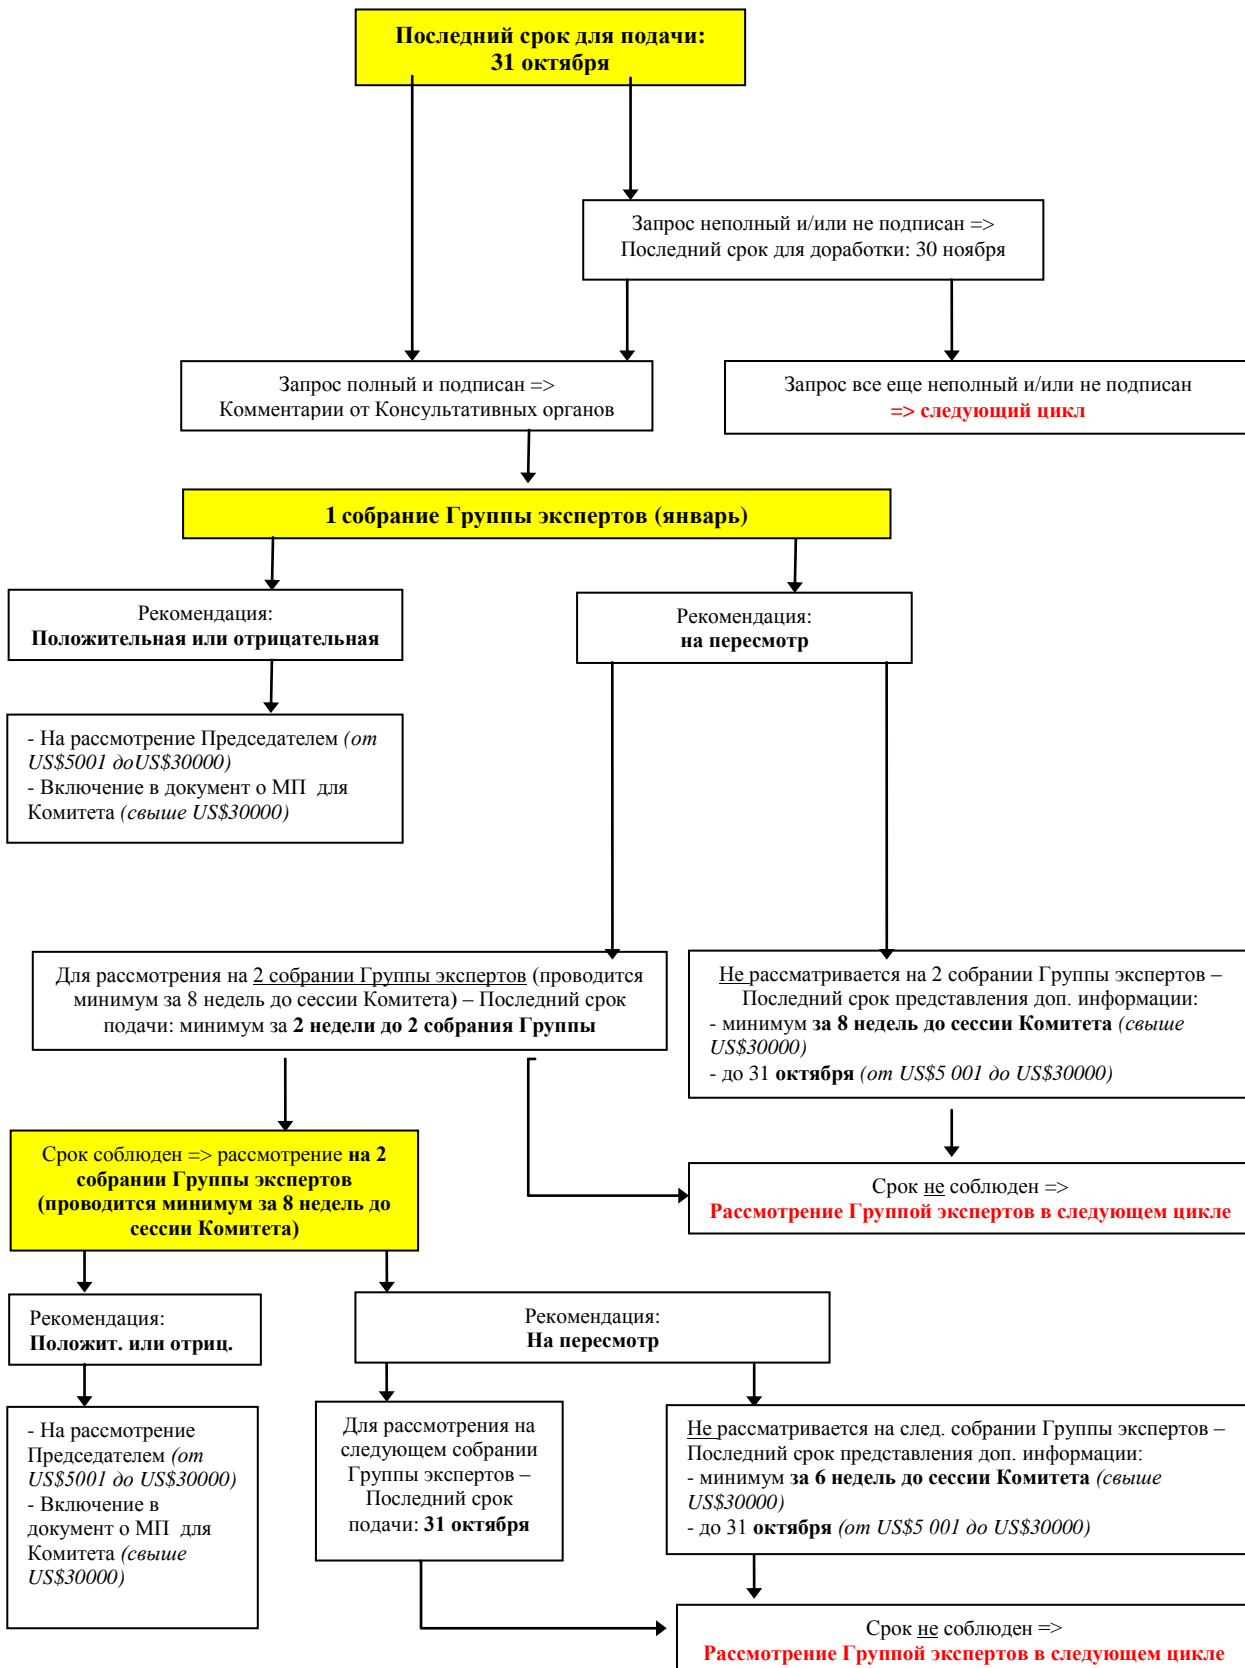 Последний срок для подачи:
31 октября
Запрос неполный и/или не подписан =>
Последний срок для доработки: 30 ноября
Запрос полный и подписан =>
Комментарии от Консультативных органов
Запрос все еще неполный и/или не подписан
=> следующий цикл
1 собрание Группы экспертов (январь)
Рекомендация:
Положительная или отрицательная
Рекомендация:
на пересмотр
- На рассмотрение Председателем (от
US$5001 доUS$30000)
- Включение в документ о МП для
Комитета (свыше US$30000)
Для рассмотрения на 2 собрании Группы экспертов (проводится
минимум за 8 недель до сессии Комитета) – Последний срок
подачи: минимум за 2 недели до 2 собрания Группы
Не рассматривается на 2 собрании Группы экспертов –
Последний срок представления доп. информации:
- минимум за 8 недель до сессии Комитета (свыше
US$30000)
- до 31 октября (от US$5 001 до US$30000)
Срок соблюден => рассмотрение на 2
собрании Группы экспертов
(проводится минимум за 8 недель до
сессии Комитета)
Срок не соблюден =>
Рассмотрение Группой экспертов в следующем цикле
Рекомендация:
Положит. или отриц.
Рекомендация:
На пересмотр
- На рассмотрение
Председателем (от
US$5001 до US$30000)
- Включение в
документ о МП для
Комитета (свыше
US$30000)
Для рассмотрения на
следующем собрании
Группы экспертов –
Последний срок
подачи: 31 октября
Не рассматривается на след. собрании Группы экспертов –
Последний срок представления доп. информации:
- минимум за 6 недель до сессии Комитета (свыше
US$30000)
- до 31 октября (от US$5 001 до US$30000)
Срок не соблюден =>
Рассмотрение Группой экспертов в следующем цикле